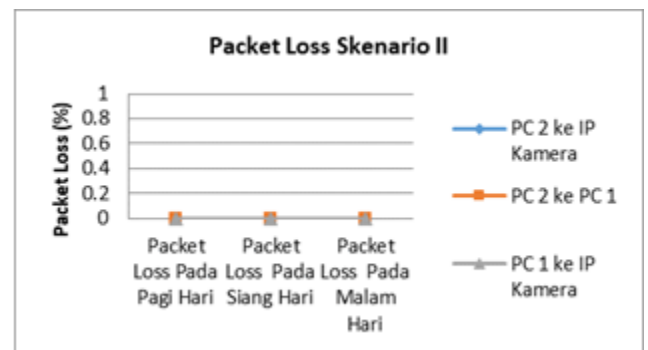 Packet Loss Skenario II
Packet Loss (%)
1
0.8
0.6
0.4
0.2
0
Packet
Loss Pada
Pagi Hari
Packet
Loss Pada
Siang Hari
Packet
Loss Pada
Malam
Hari
PC 2 ke IP
Kamera
PC 2 ke PC 1
PC 1 ke IP
Kamera